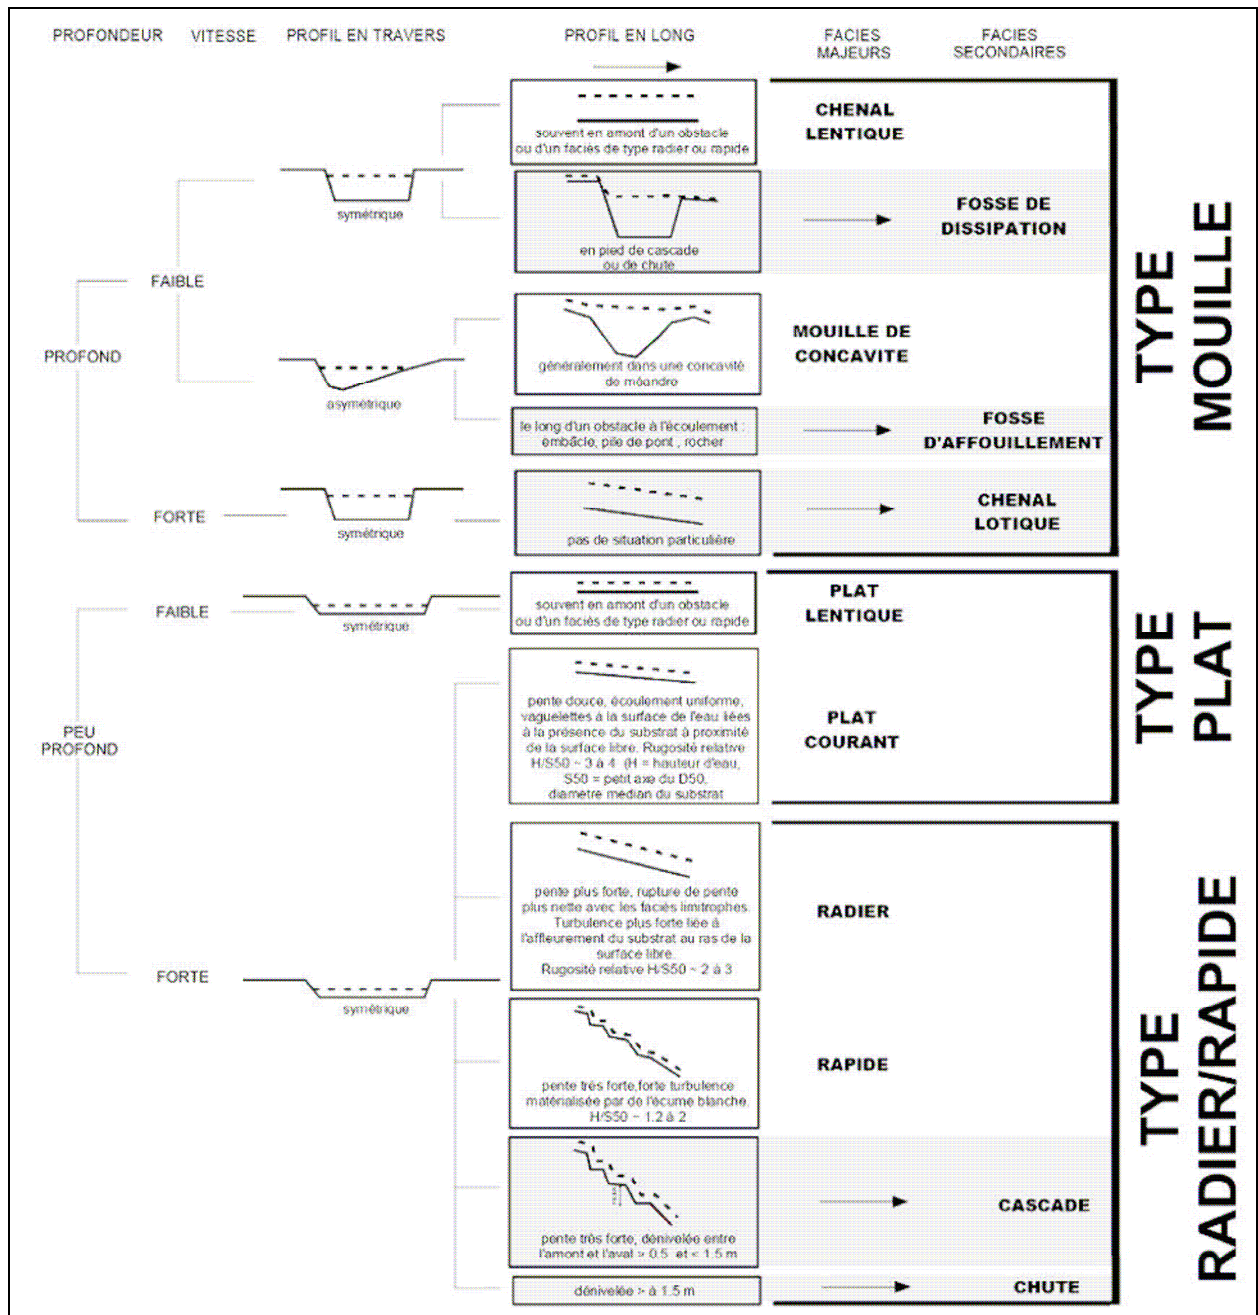 PROFONDEUR VITESSE PROFIL EN TRAVERS PROFIL EN LONG FACIES MAJEURS FACIES SECONDAIRES
CHENAL
LENTIQUE
souvent en amont d'un obstacle
ou d'un faciés de type radier ou rapide
symétrique
FOSSE DE
DISSIPATION
en pied de cascade
ou de chute
FAIBLE
PROFOND
MOUILLE DE
CONCAVITE
généralement dans une concavité
de méandre
asymétrique
le long d'un obstacle à l'écoulement :
embâcle, pile de pont , rocher
FOSSE
D'AFFOUILLEMENT
FORTE
symétrique
CHENAL
LOTIQUE
pas de situation particulière
TYPE
MOUILLE
FAIBLE
symétrique
souvent en amont d'un obstacle
ou d'un faciés de type radier ou rapide
PLAT
LENTIQUE
PEU
PROFOND
pente douce, écoulement uniforme,
vaguelettes à la surface de l'eau liées
à la présence du substrat à proximité
de la surface libre. Rugosité relative
H/S50 ~ 3 à 4 (H = hauteur d'eau,
S50 = petit axe du D50,
diamètre median du substrat
PLAT
COURANT
TYPE
PLAT
pente plus forte, rupture de pente
plus nette avec les faciés limitrophes.
Turbulence plus forte liée à
l'affleurement du substrat au ras de la
surface libre.
Rugosité relative H/S50 ~ 2 à 3
RADIER
FORTE
symétrique
pente très forte,forte turbulence
matérialisée par de l'écume blanche.
H/S50 ~ 1.2 à 2
RAPIDE
pente très forte, dénivelée entre
l'amont et l'aval > 0.5 et < 1.5 m
CASCADE
dénivelée > à 1.5 m
CHUTE
TYPE
RADIER/RAPIDE